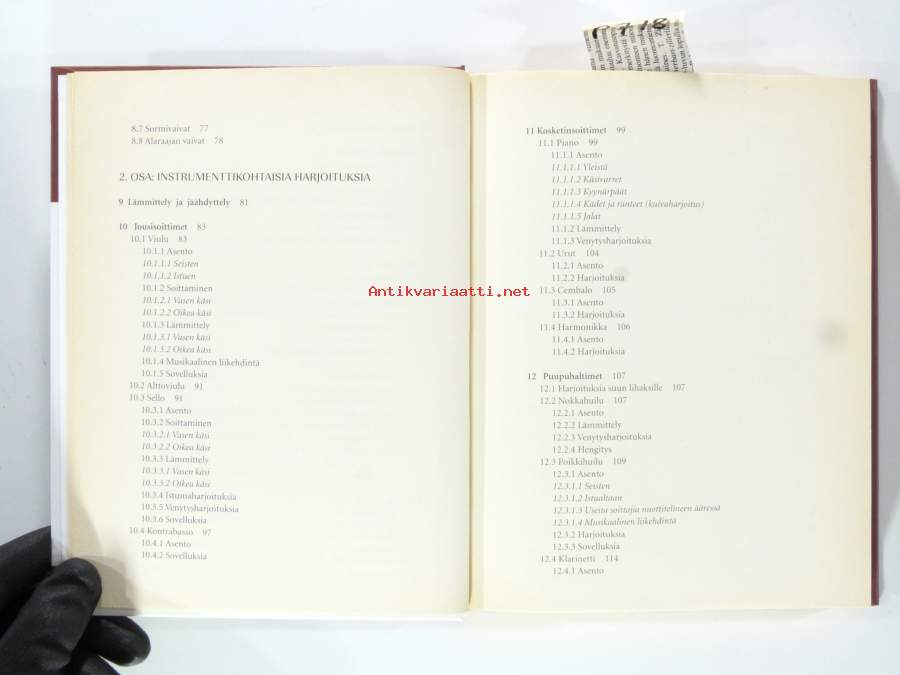 6718
8.7 Sormivaivat 77
8.8 Alaraajan vaivat 78
2. OSA: INSTRUMENTTIKOHTAISIA HARJOITUKSIA
9 Lämmittely ja jäähdyttely 81
10 Jousisoittimet 83
10.1 Viulu 83
10.1.1 Asento
10.1.1.1 Seisten
10.1.1.2 Istuen
10.1.2 Soittaminen
10.1.2.1 Vasen käsi
10.1.2.2 Oikea käsi
10.1.3 Lämmittely
10.1.3.1 Vasen käsi
10.1.3.2 Oikea käsi
10.1.4 Musikaalinen liikehdintä
10.1.5 Sovelluksia
10.2 Alttoviulu 91
10.3 Sello 91
10.3.1 Asento
10.3.2 Soittaminen
10.3.2.1 Vasen käsi
10.3.2.2 Oikea käsi
10.3.3 Lämmittely
10.3.3.1 Vasen käsi
10.3.3.2 Oikea käsi
10.3.4 Istumaharjoituksia
10.3.5 Venytysharjoituksia
10.3.6 Sovelluksia
10.4 Kontrabasso 97
10.4.1 Asento
10.4.2 Sovelluksia
11 Kosketinsoittimet 99
11.1 Piano 99
11.1.1 Asento
11.1.1.1 Yleistä
11.1.1.2 Käsivarret
11.1.1.3 Kyynärpäät
11.1.1.4 Kädet ja ranteet (kuivaharjoitus)
11.1.1.5 Jalat
11.1.2 Lämmittely
11.1.3 Venytysharjoituksia
11.2 Urut 104
11.2.1 Asento
11.2.2 Harjoituksia
11.3 Cembalo 105
11.3.1 Asento
11.3.2 Harjoituksia
11.4 Harmonikka 106
11.4.1 Asento
11.4.2 Harjoituksia
12 Puupuhaltimet 107
12.1 Harjoituksia suun lihaksille 107
12.2 Nokkahuilu 107
12.2.1 Asento
12.2.2 Lämmittely
12.2.3 Venytysharjoituksia
12.2.4 Hengitys
12.3 Poikkihuilu 109
12.3.1 Asento
12.3.1.1 Seisten
12.3.1.2 Istualtaan
12.3.1.3 Useita soittajia nuottitelineen ääressä
12.3.1.4 Musikaalinen liikehdintä
12.3.2 Harjoituksia
12.3.3 Sovelluksia
12.4 Klarinetti 114
12.4.1 Asento
Antikvariaatti.net